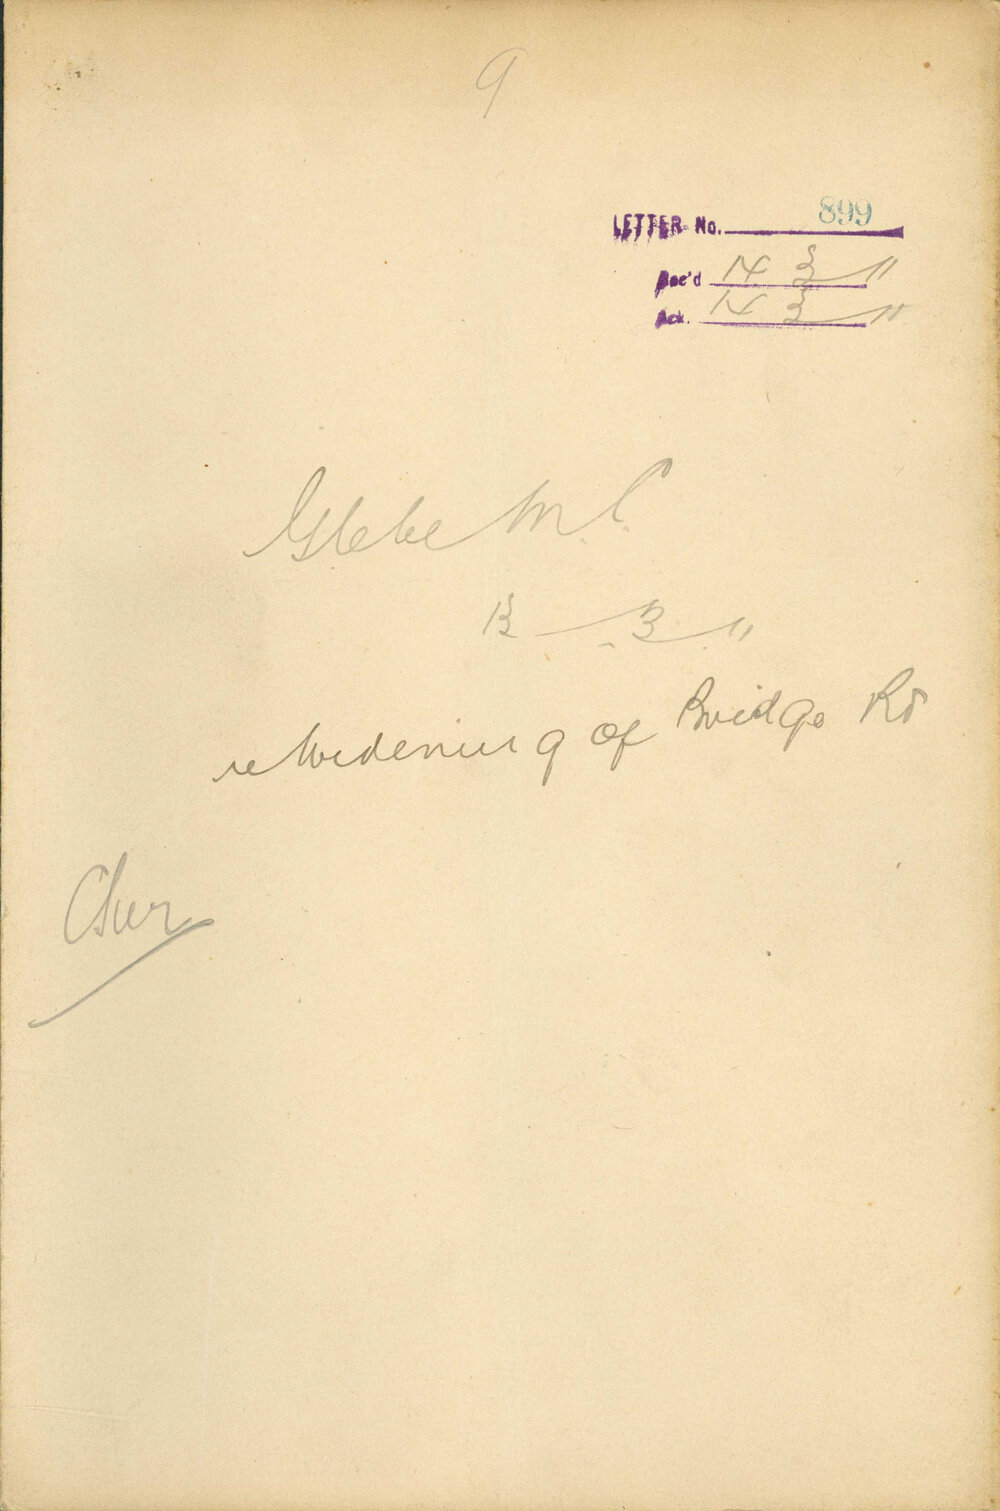 9
LETTER No. 899
Rec'd 14 3 11
Ack. 14 3 11
Glebe M.C.
13 3 11
re Widening of Bridge Rd